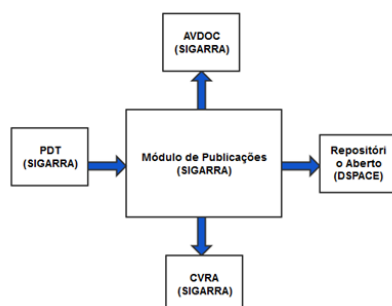 AVDOC
(SIGARRA)
PDT
(SIGARRA)
Módulo de Publicações
(SIGARRA)
Repositóri
o Aberto
(DSPACE)
CVRA
(SIGARRA)